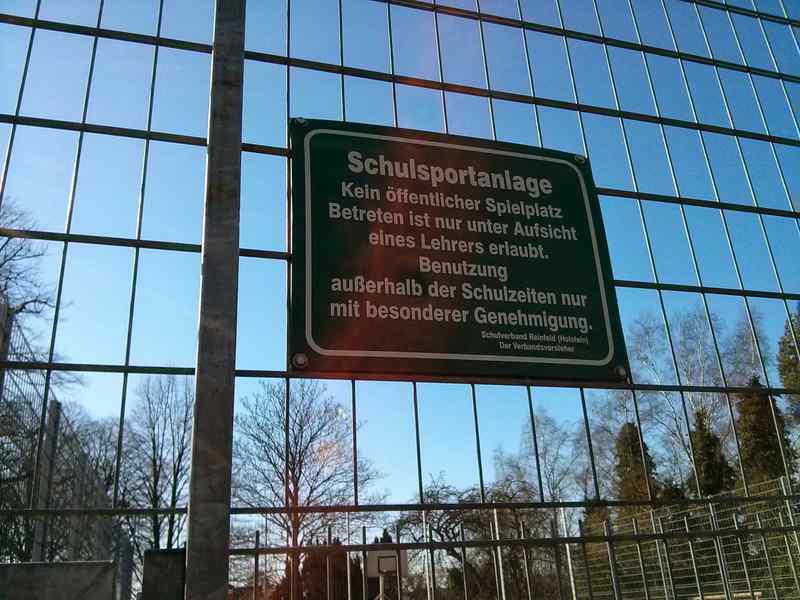 Schulsportanlage
Kein öffentlicher Spielplatz
Betreten ist nur unter Aufsicht
eines Lehrers erlaubt.
Benutzung
außerhalb der Schulzeiten nur
mit besonderer Genehmigung.
Schulverband Reinfeld (Holstein)
Der Verbandsvorsteher